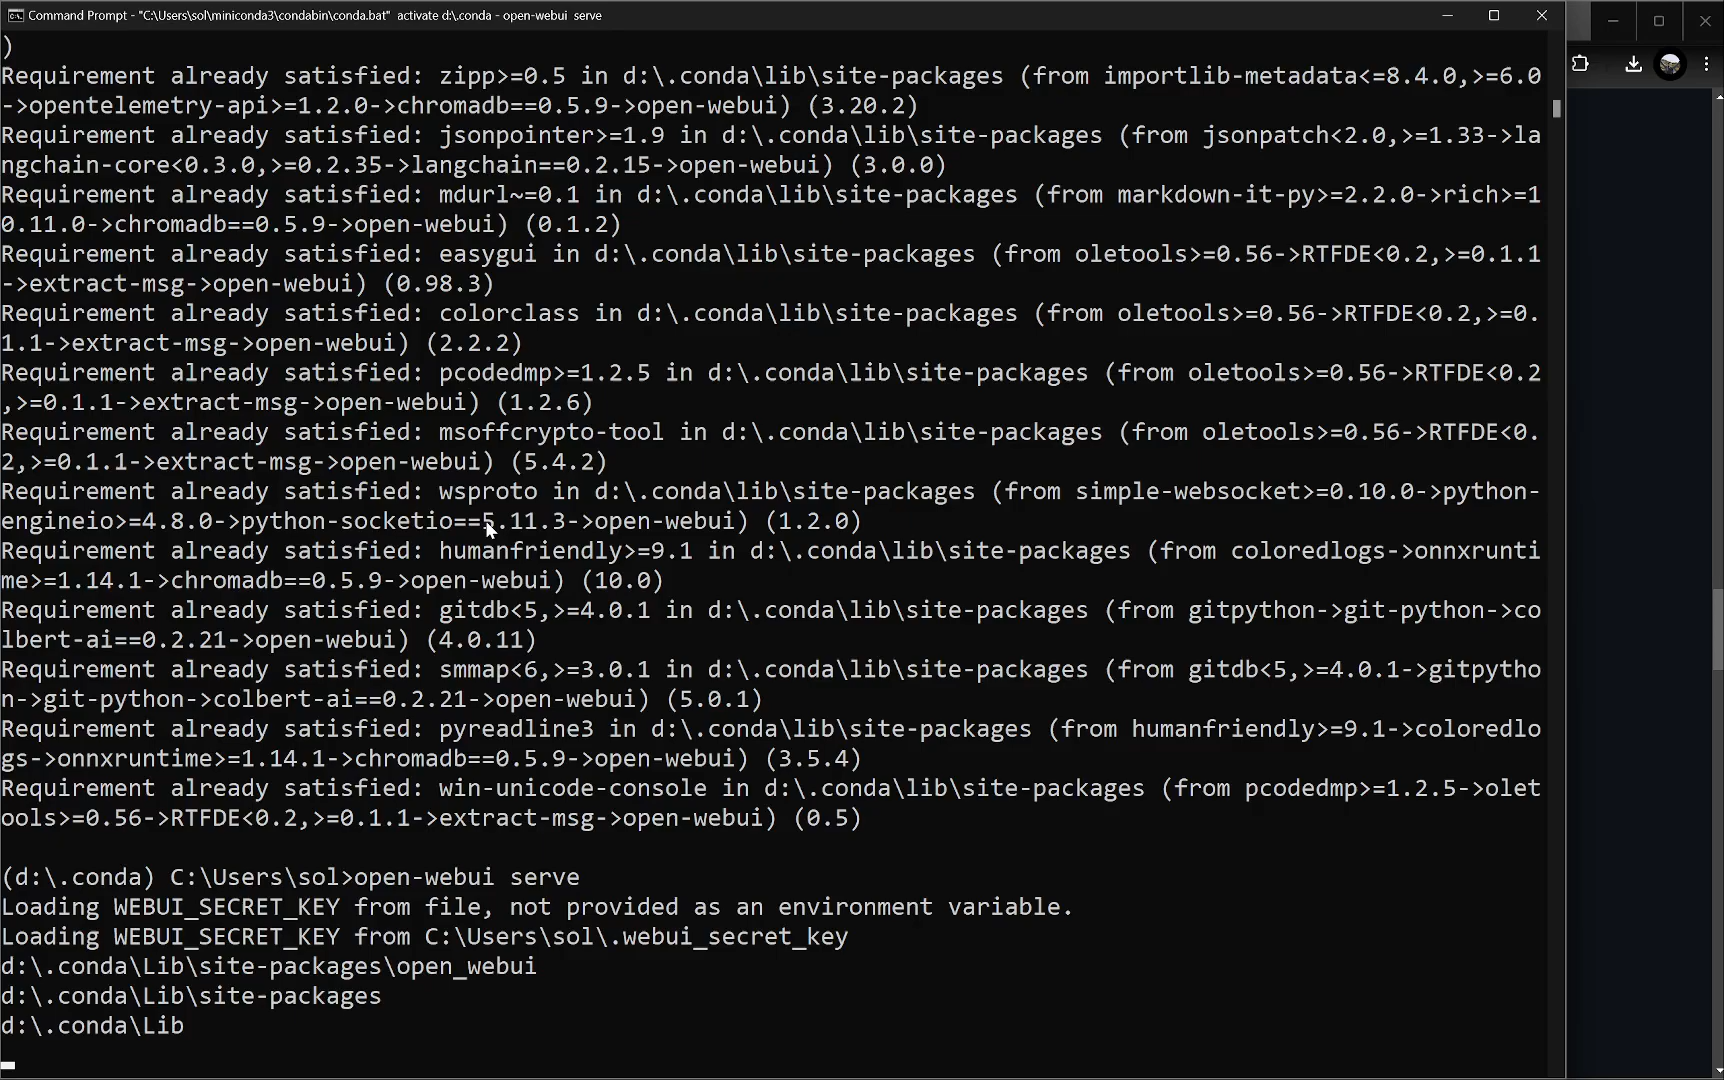 Command Prompt - "C:\Users\sol\miniconda3\condabin\conda.bat"  activate d:\.conda - open-webui  serve
)
Requirement already satisfied: zipp>=0.5 in d:\.conda\lib\site-packages (from importlib-metadata<=8.4.0,>=6.0
->opentelemetry-api>=1.2.0->chromadb==0.5.9->open-webui) (3.20.2)
Requirement already satisfied: jsonpointer>=1.9 in d:\.conda\lib\site-packages (from jsonpatch<2.0,>=1.33->la
ngchain-core<0.3.0,>=0.2.35->langchain==0.2.15->open-webui) (3.0.0)
Requirement already satisfied: mdurl~=0.1 in d:\.conda\lib\site-packages (from markdown-it-py>=2.2.0->rich>=1
0.11.0->chromadb==0.5.9->open-webui) (0.1.2)
Requirement already satisfied: easygui in d:\.conda\lib\site-packages (from oletools>=0.56->RTFDE<0.2,>=0.1.1
->extract-msg->open-webui) (0.98.3)
Requirement already satisfied: colorclass in d:\.conda\lib\site-packages (from oletools>=0.56->RTFDE<0.2,>=0.
1.1->extract-msg->open-webui) (2.2.2)
Requirement already satisfied: pcodedmp>=1.2.5 in d:\.conda\lib\site-packages (from oletools>=0.56->RTFDE<0.2
,>=0.1.1->extract-msg->open-webui) (1.2.6)
Requirement already satisfied: msoffcrypto-tool in d:\.conda\lib\site-packages (from oletools>=0.56->RTFDE<0.
2,>=0.1.1->extract-msg->open-webui) (5.4.2)
Requirement already satisfied: wsproto in d:\.conda\lib\site-packages (from simple-websocket>=0.10.0->python-
engineio>=4.8.0->python-socketio==5.11.3->open-webui) (1.2.0)
Requirement already satisfied: humanfriendly>=9.1 in d:\.conda\lib\site-packages (from coloredlogs->onnxrunti
me>=1.14.1->chromadb==0.5.9->open-webui) (10.0)
Requirement already satisfied: gitdb<5,>=4.0.1 in d:\.conda\lib\site-packages (from gitpython->git-python->co
lbert-ai==0.2.21->open-webui) (4.0.11)
Requirement already satisfied: smmap<6,>=3.0.1 in d:\.conda\lib\site-packages (from gitdb<5,>=4.0.1->gitpytho
n->git-python->colbert-ai==0.2.21->open-webui) (5.0.1)
Requirement already satisfied: pyreadline3 in d:\.conda\lib\site-packages (from humanfriendly>=9.1->coloredlo
gs->onnxruntime>=1.14.1->chromadb==0.5.9->open-webui) (3.5.4)
Requirement already satisfied: win-unicode-console in d:\.conda\lib\site-packages (from pcodedmp>=1.2.5->olet
ools>=0.56->RTFDE<0.2,>=0.1.1->extract-msg->open-webui) (0.5)
(d:\.conda) C:\Users\sol>open-webui serve
Loading WEBUI_SECRET_KEY from file, not provided as an environment variable.
Loading WEBUI_SECRET_KEY from C:\Users\sol\.webui_secret_key
d:\.conda\Lib\site-packages\open_webui
d:\.conda\Lib\site-packages
d:\.conda\Lib